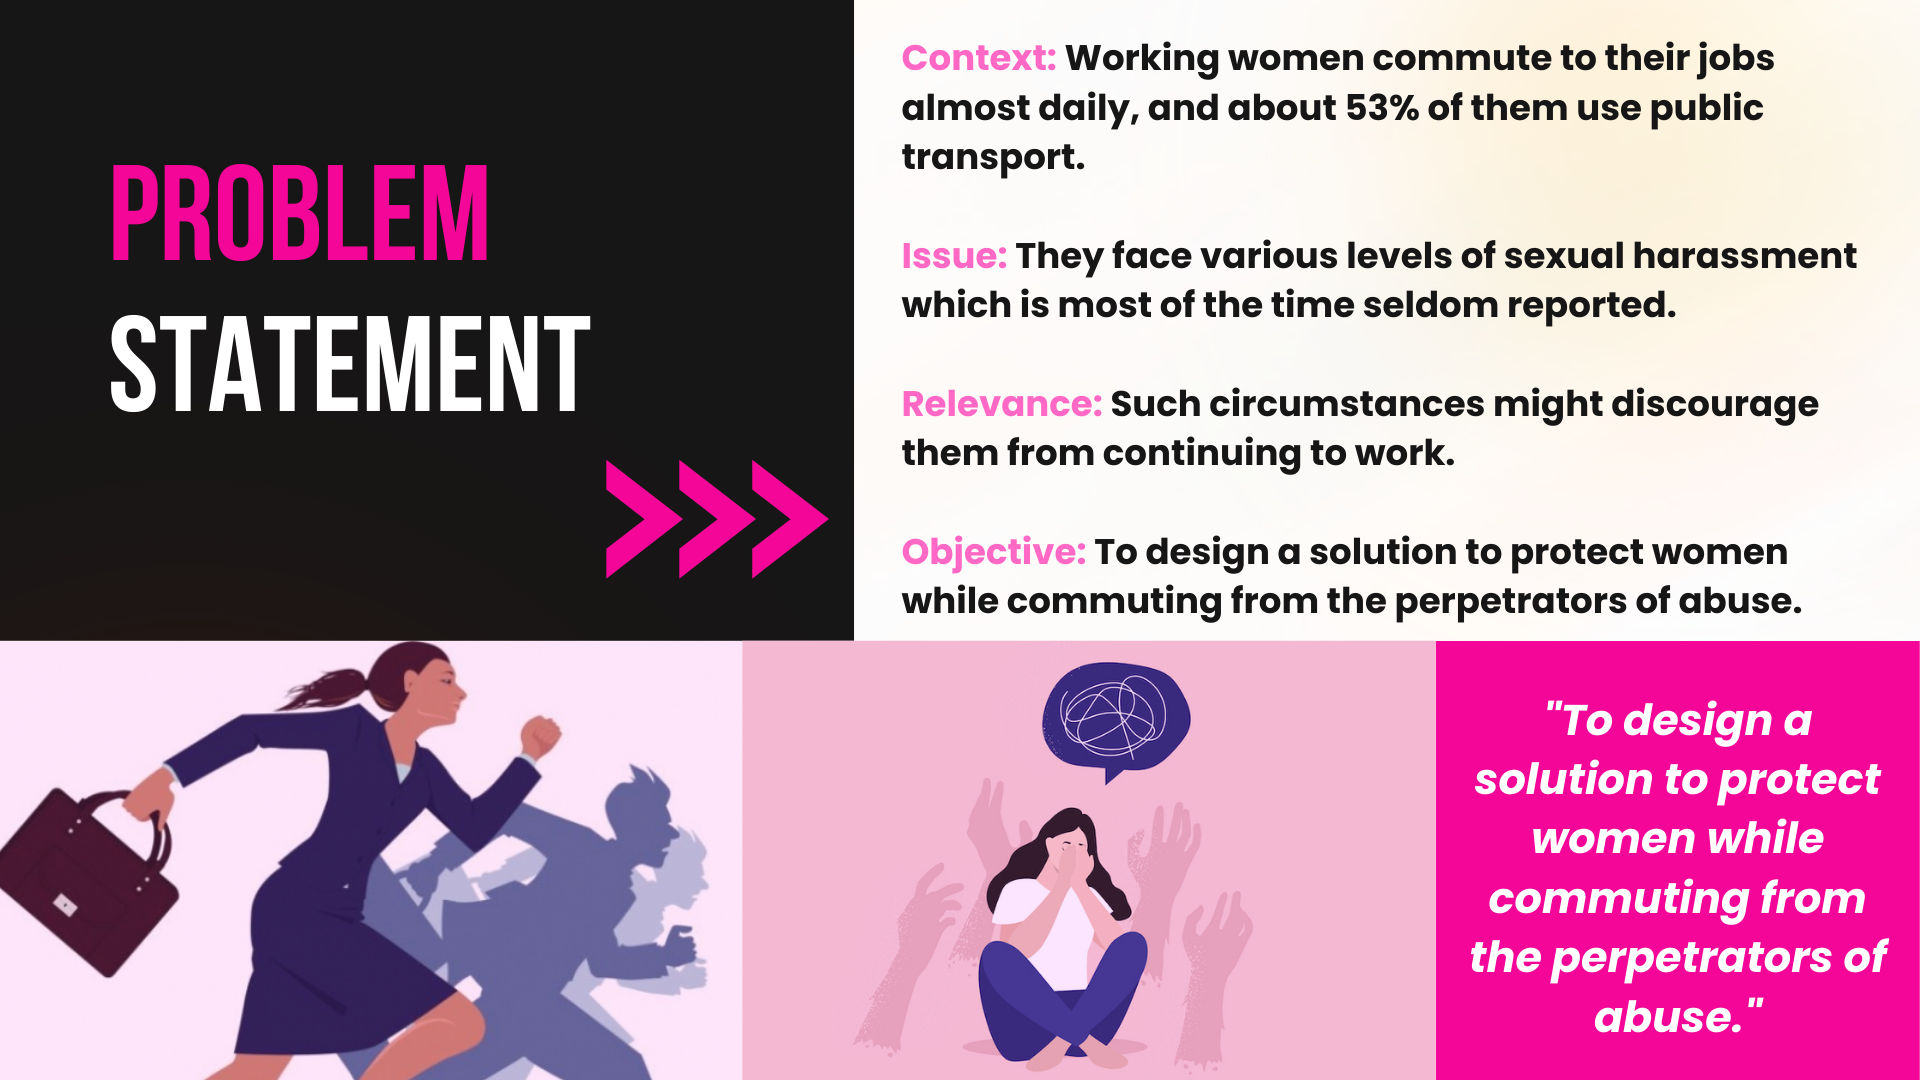 PROBLEM
STATEMENT
Context: Working women commute to their jobs
almost daily, and about 53% of them use public
transport.
Issue: They face various levels of sexual harassment
which is most of the time seldom reported.
Relevance: Such circumstances might discourage
them from continuing to work.
Objective: To design a solution to protect women
while commuting from the perpetrators of abuse.
"To design a
solution to protect
women while
commuting from
the perpetrators of
abuse."